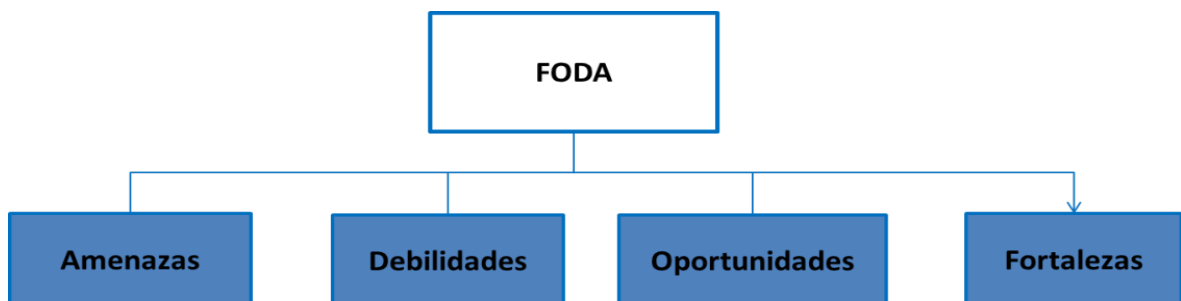 FODA
Amenazas
Debilidades
Oportunidades
Fortalezas